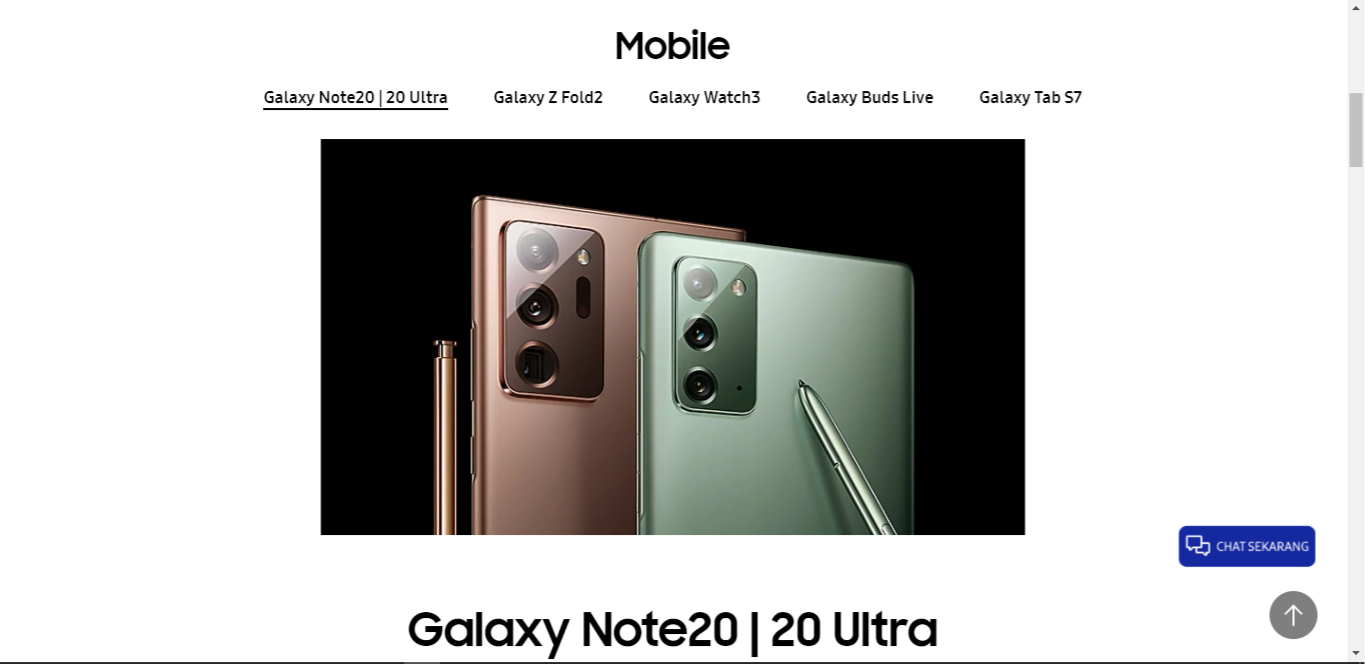 Mobile
Galaxy Note20 | 20 Ultra Galaxy Z Fold2 Galaxy Watch3 Galaxy Buds Live Galaxy Tab S7
CHAT SEKARANG
Galaxy Note20 | 20 Ultra